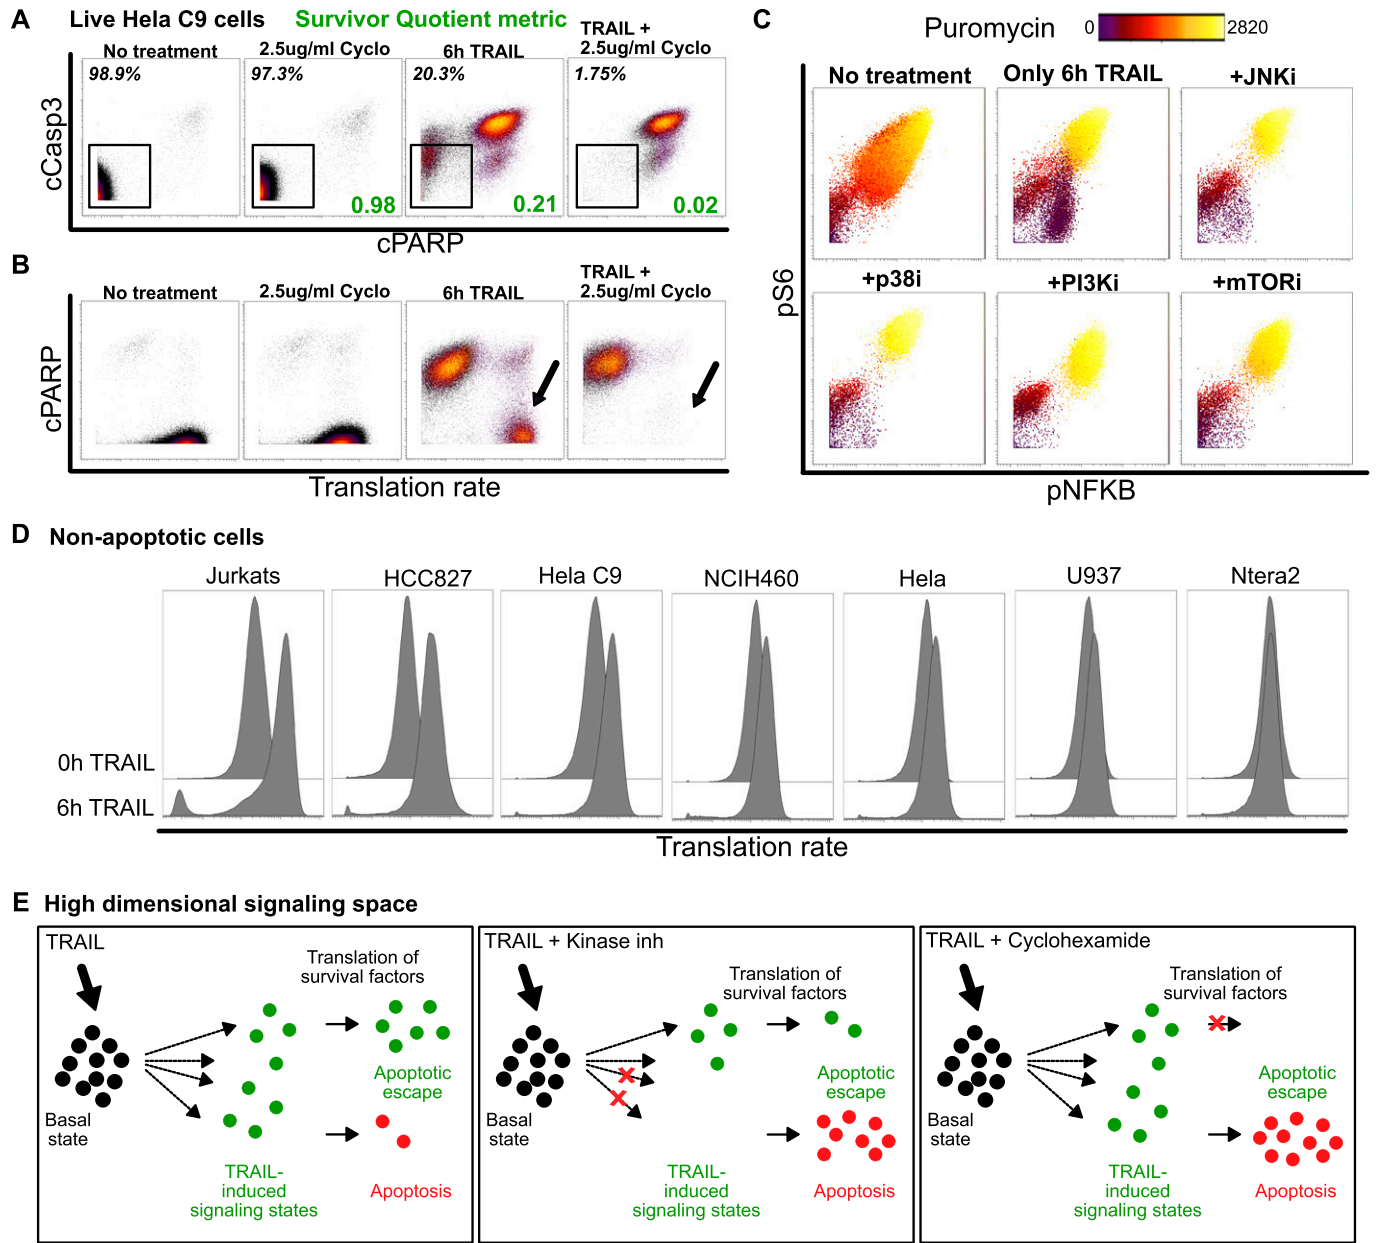 A
Live Hela C9 cells
Survivor Quotient metric
No treatment
2.5ug/ml Cyclo
6h TRAIL
TRAIL +
2.5ug/ml Cyclo
98.9%
97.3%
20.3%
1.75%
0.98
0.21
0.02
cCasp3
cPARP
B
No treatment
2.5ug/ml Cyclo
6h TRAIL
TRAIL +
2.5ug/ml Cyclo
cPARP
Translation rate
C
Puromycin
0
2820
No treatment
Only 6h TRAIL
+JNKi
+p38i
+PI3Ki
+mTORi
pS6
pNFKB
D
Non-apoptotic cells
Jurkats
HCC827
Hela C9
NCIH460
Hela
U937
Ntera2
0h TRAIL
6h TRAIL
Translation rate
E
High dimensional signaling space
TRAIL
Translation of
survival factors
Basal
state
Apoptotic
escape
TRAIL-
induced
signaling states
Apoptosis
TRAIL + Kinase inh
Translation of
survival factors
Basal
state
Apoptotic
escape
TRAIL-
induced
signaling states
Apoptosis
TRAIL + Cyclohexamide
Translation of
survival factors
Basal
state
Apoptotic
escape
TRAIL-
induced
signaling states
Apoptosis